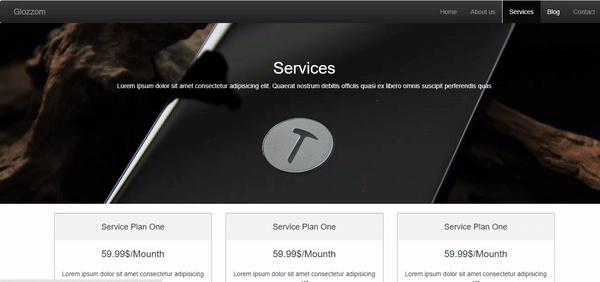 Glozzom
Home About us Services Blog Contact
Services
Lorem ipsum dolor sit amet consectetur adipisicing elit. Quaerat nostrum debitis officiis quasi ex libero omnis suscipit perferendis quas
Service Plan One Service Plan One Service Plan One
59.99$/Mounth 59.99$/Mounth 59.99$/Mounth
Lorem ipsum dolor sit amet consectetur adipisicing Lorem ipsum dolor sit amet consectetur adipisicing Lorem ipsum dolor sit amet consectetur adipisicing